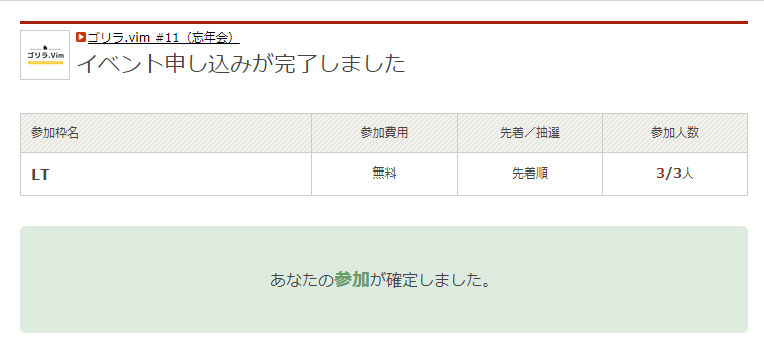 ゴリラ.Vim
ゴリラ.vim #11（忘年会）
イベント申し込みが完了しました
参加枠名 参加費用 先着／抽選 参加人数
LT 無料 先着順 3/3人
あなたの参加が確定しました。